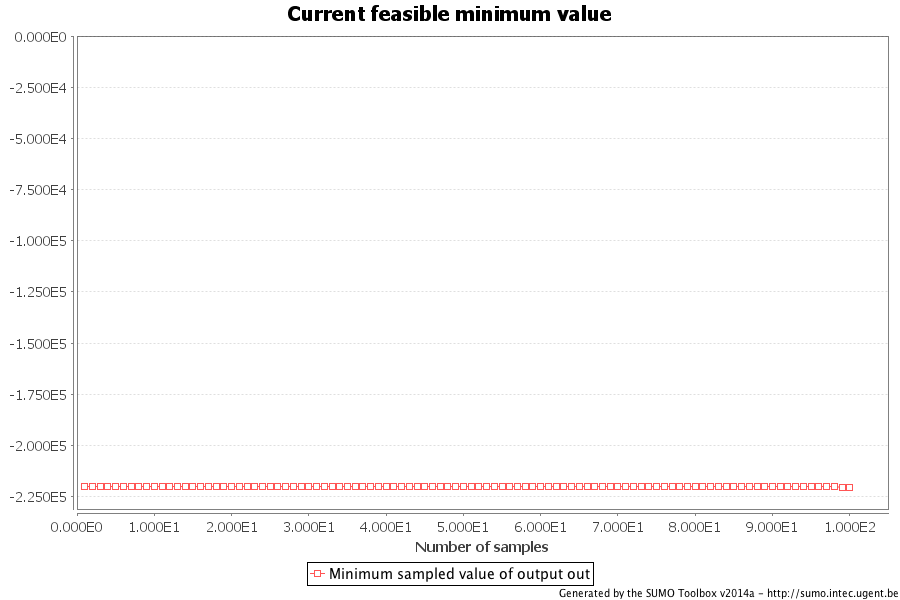 Current feasible minimum value
0.000E0
-2.500E4
-5.000E4
-7.500E4
-1.000E5
-1.250E5
-1.500E5
-1.750E5
-2.000E5
-2.250E5
0.000E0 1.000E1 2.000E1 3.000E1 4.000E1 5.000E1 6.000E1 7.000E1 8.000E1 9.000E1 1.000E2
Number of samples
Minimum sampled value of output out
Generated by the SUMO Toolbox v2014a - http://sumo.intec.ugent.be